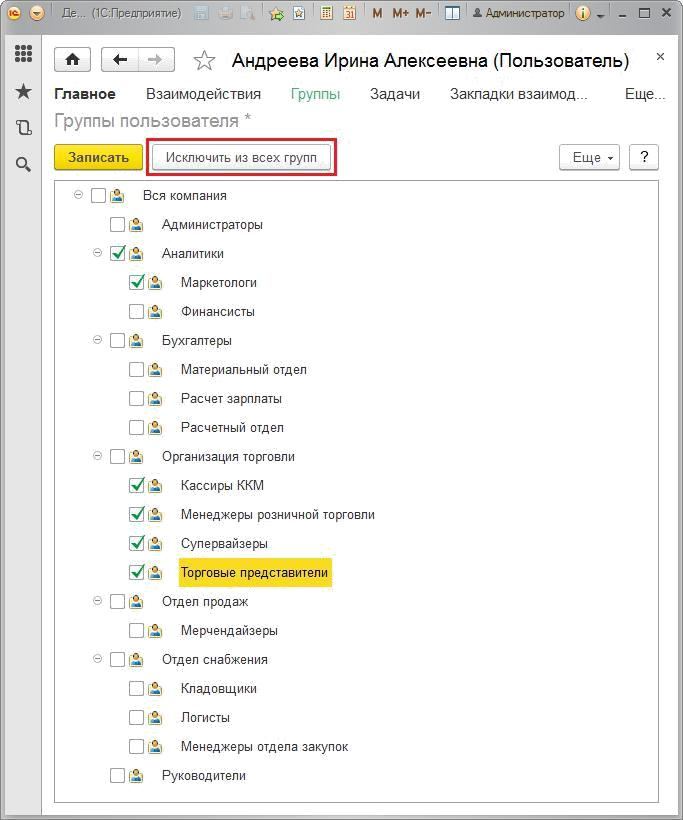 Де... (1С:Предприятие) M M+ M- Администратор
Андреева Ирина Алексеевна (Пользователь)
Главное Взаимодействия Группы Задачи Закладки взаимод... Еще...
Группы пользователя *
Записать Исключить из всех групп Еще ?
Вся компания
Администраторы
Аналитики
Маркетологи
Финансисты
Бухгалтеры
Материальный отдел
Расчет зарплаты
Расчетный отдел
Организация торговли
Кассиры ККМ
Менеджеры розничной торговли
Супервайзеры
Торговые представители
Отдел продаж
Мерчендайзеры
Отдел снабжения
Кладовщики
Логисты
Менеджеры отдела закупок
Руководители